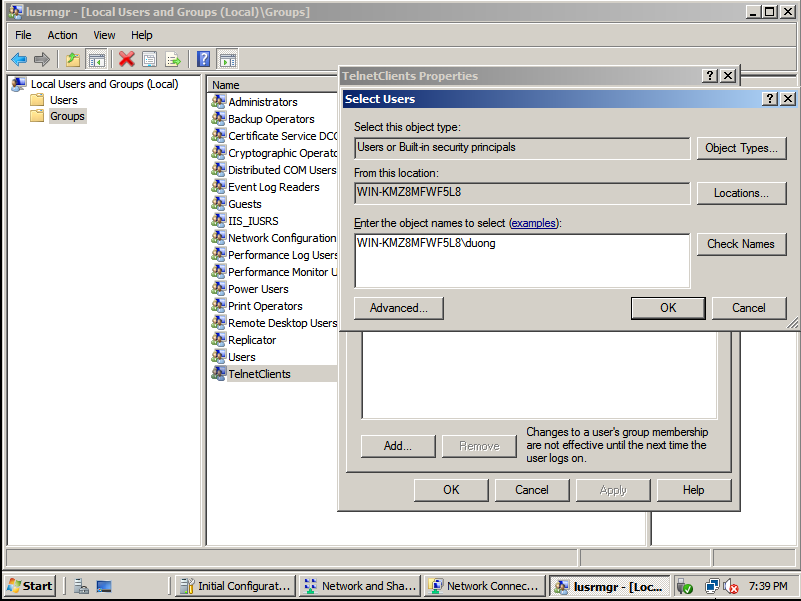 lusrmgr - [Local Users and Groups (Local)\Groups]
File Action View Help
Local Users and Groups (Local)
Users
Groups
Name
Administrators
Backup Operators
Certificate Service DCO
Cryptographic Operato
Distributed COM Users
Event Log Readers
Guests
IIS_IUSRS
Network Configuration
Performance Log Users
Performance Monitor U
Power Users
Print Operators
Remote Desktop Users
Replicator
Users
TelnetClients
TelnetClients Properties
Select Users
Select this object type:
Users or Built-in security principals
Object Types...
From this location:
WIN-KMZ8MFWF5L8
Locations...
Enter the object names to select (examples):
WIN-KMZ8MFWF5L8\duong
Check Names
Advanced...
OK
Cancel
Add...
Remove
Changes to a user's group membership
are not effective until the next time the
user logs on.
OK
Cancel
Apply
Help
Start
Initial Configurat...
Network and Sha...
Network Connec...
lusrmgr - [Loc...
7:39 PM